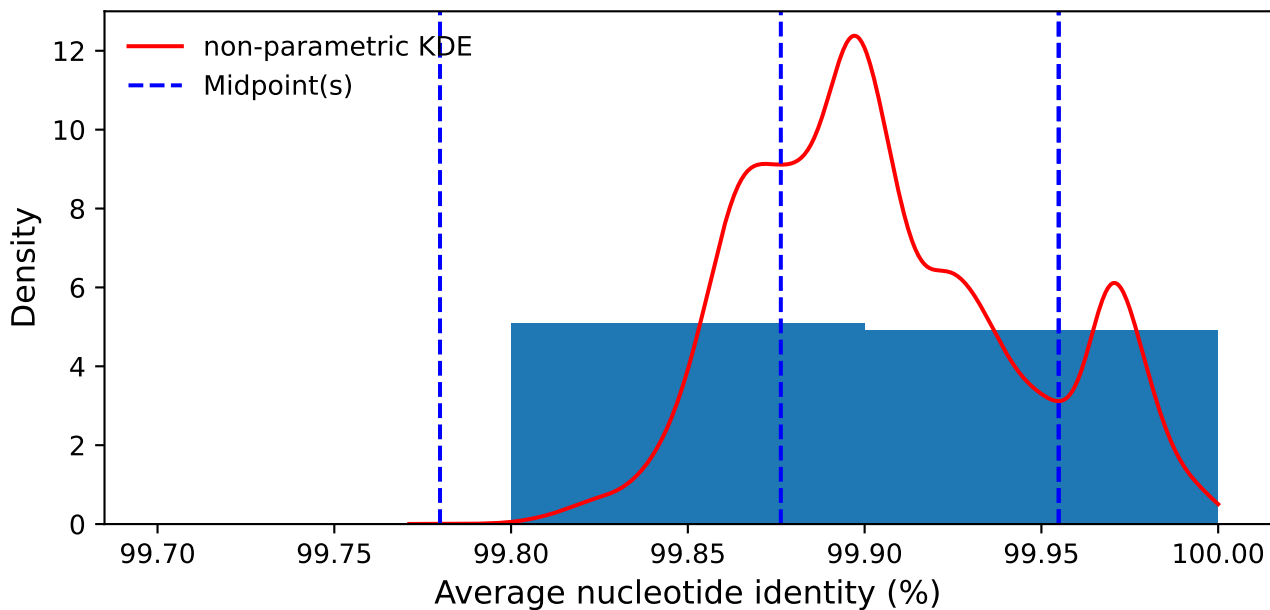 non-parametric KDE
Midpoint(s)
Density
12
10
8
6
4
2
0
99.70 99.75 99.80 99.85 99.90 99.95 100.00
Average nucleotide identity (%)